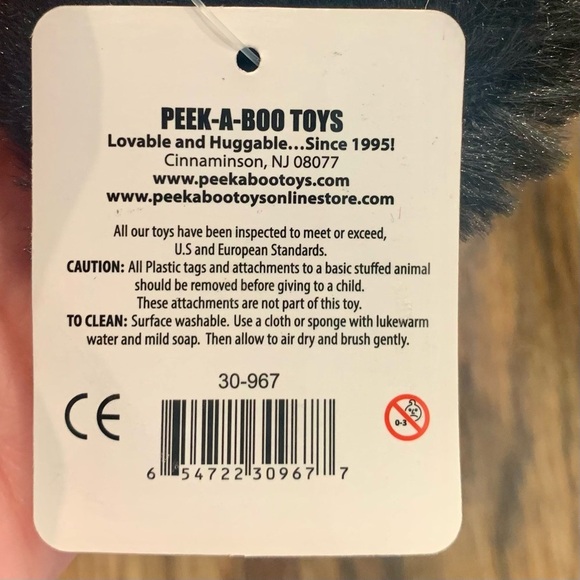 PEEK-A-BOO TOYS
Lovable and Huggable...Since 1995!
Cinnaminson, NJ 08077
www.peekabootoys.com
www.peekabootoysonlinestore.com
All our toys have been inspected to meet or exceed,
U.S and European Standards.
CAUTION: All Plastic tags and attachments to a basic stuffed animal
should be removed before giving to a child.
These attachments are not part of this toy.
TO CLEAN: Surface washable. Use a cloth or sponge with lukewarm
water and mild soap. Then allow to air dry and brush gently.
30-967
CE
0-3
6 54722 30967 7